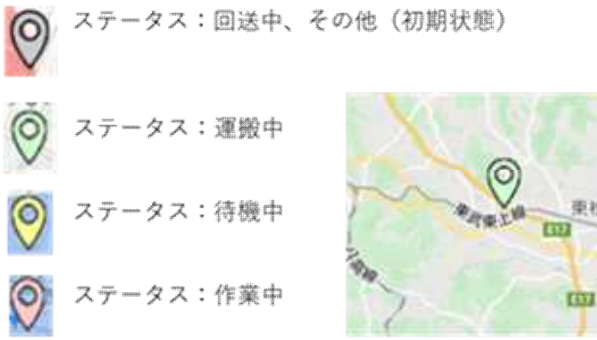 ステータス：回送中、その他（初期状態）
ステータス：運搬中
ステータス：待機中
ステータス：作業中
東武東上線
東松
E17
E17